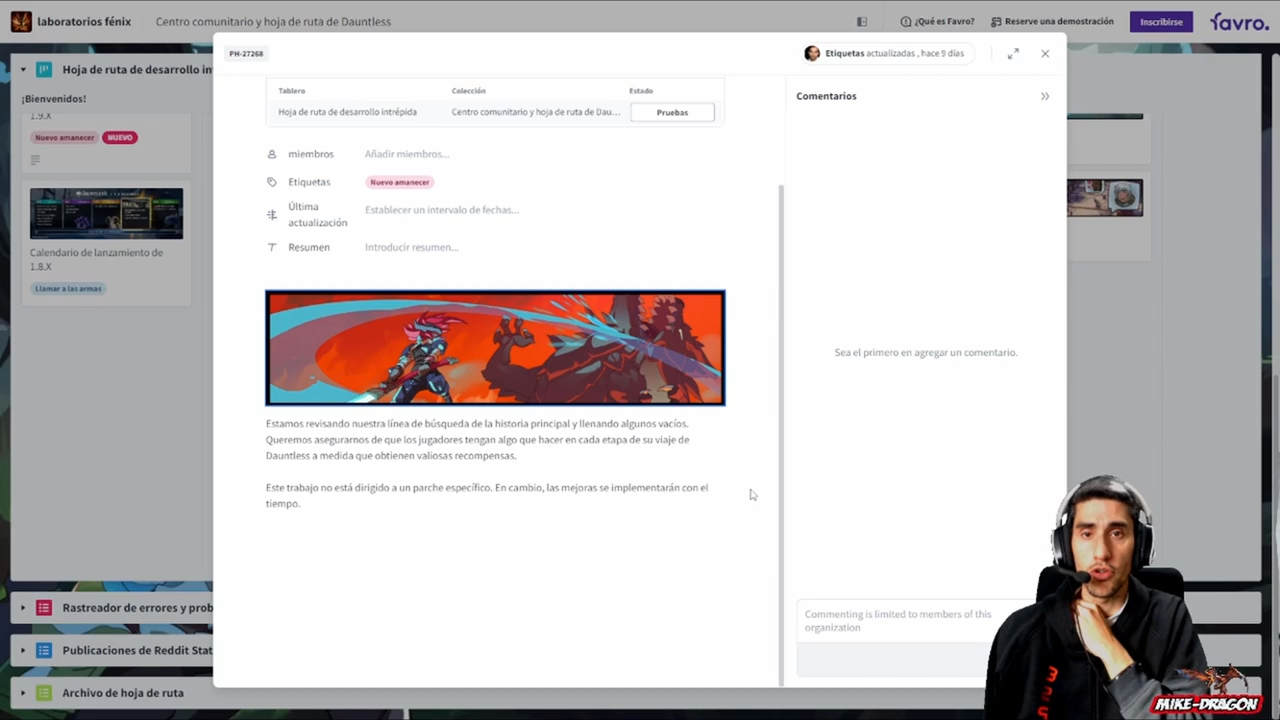 laboratorios fénix
Centro comunitario y hoja de ruta de Dauntless
¿Qué es Favro?
Reserve una demostración
Inscribirse
favro.
Hoja de ruta de desarrollo in
¡Bienvenidos!
1.9.X
Nuevo amanecer
NUEVO
Calendario de lanzamiento de
1.8.X
Llamar a las armas
Rastreador de errores y prob
Publicaciones de Reddit Stat
Archivo de hoja de ruta
PH-27268
Etiquetas actualizadas , hace 9 días
Tablero
Colección
Estado
Hoja de ruta de desarrollo intrépida
Centro comunitario y hoja de ruta de Dau...
Pruebas
miembros
Añadir miembros...
Etiquetas
Nuevo amanecer
Última
actualización
Establecer un intervalo de fechas...
Resumen
Introducir resumen...
Estamos revisando nuestra línea de búsqueda de la historia principal y llenando algunos vacíos.
Queremos asegurarnos de que los jugadores tengan algo que hacer en cada etapa de su viaje de
Dauntless a medida que obtienen valiosas recompensas.
Este trabajo no está dirigido a un parche específico. En cambio, las mejoras se implementarán con el
tiempo.
Comentarios
Sea el primero en agregar un comentario.
Commenting is limited to members of this
organization
MIKE-DRAGON